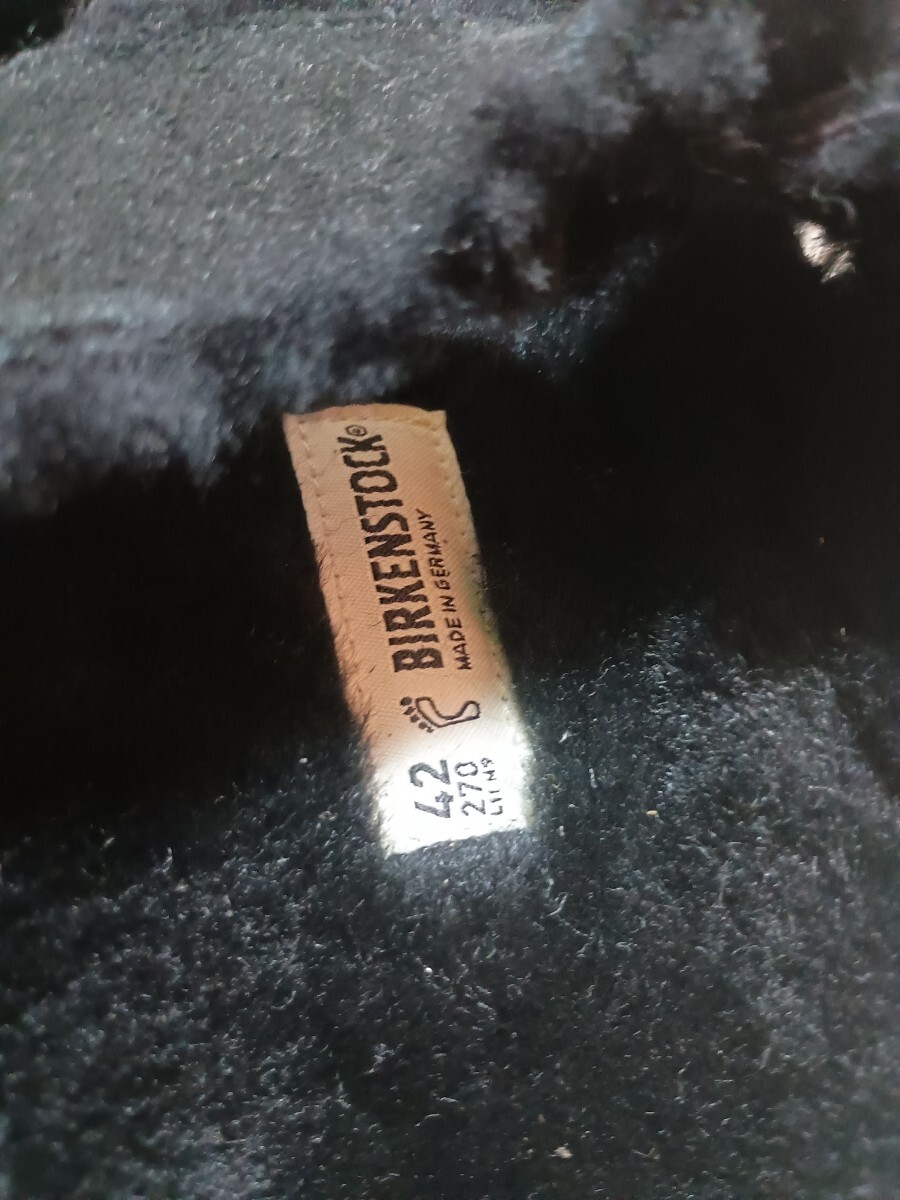 BIRKENSTOCK®
MADE IN GERMANY
42
270
L11 M9